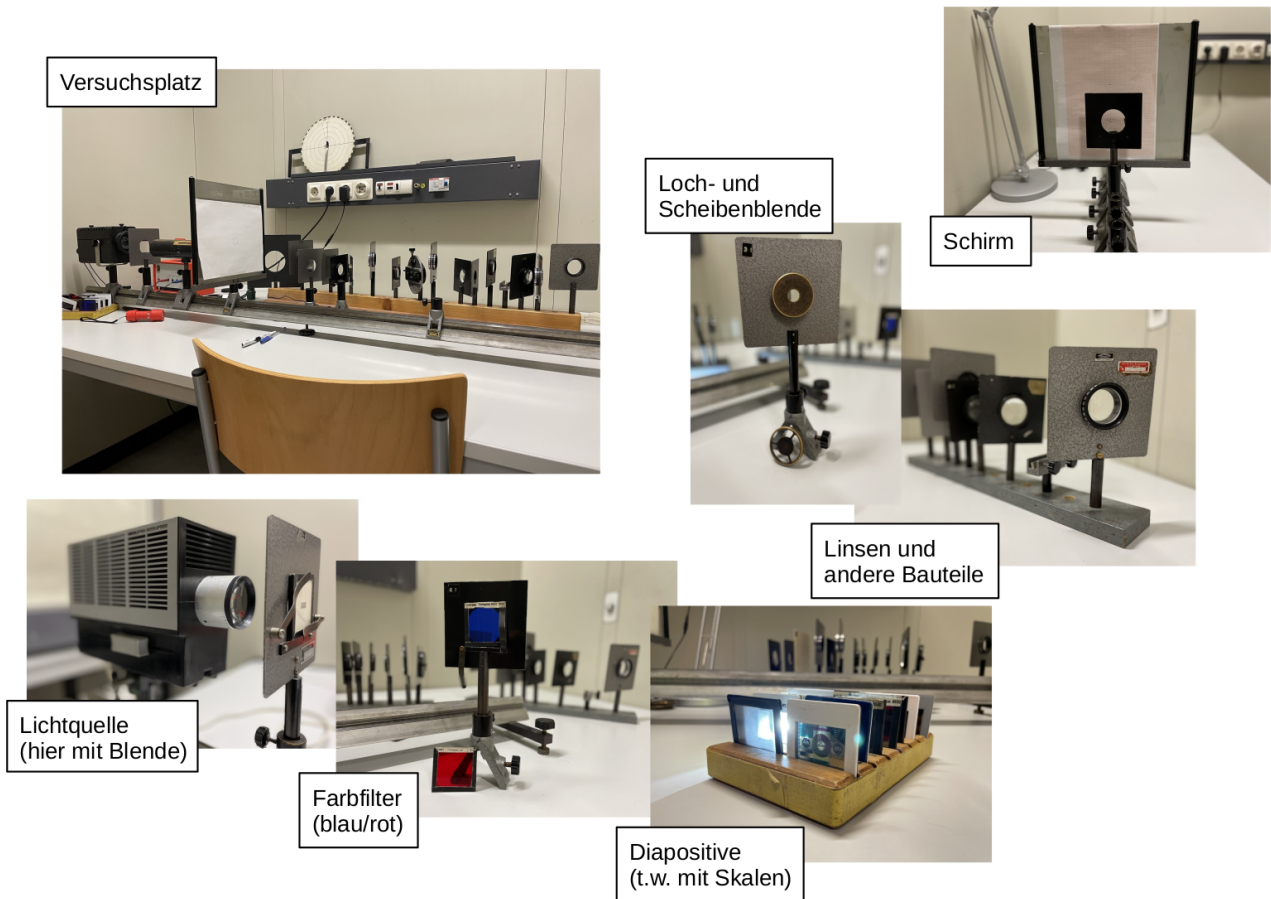 Versuchsplatz
Loch- und
Scheibenblende
Schirm
Linsen und
andere Bauteile
Lichtquelle
(hier mit Blende)
Farbfilter
(blau/rot)
Diapositive
(t.w. mit Skalen)